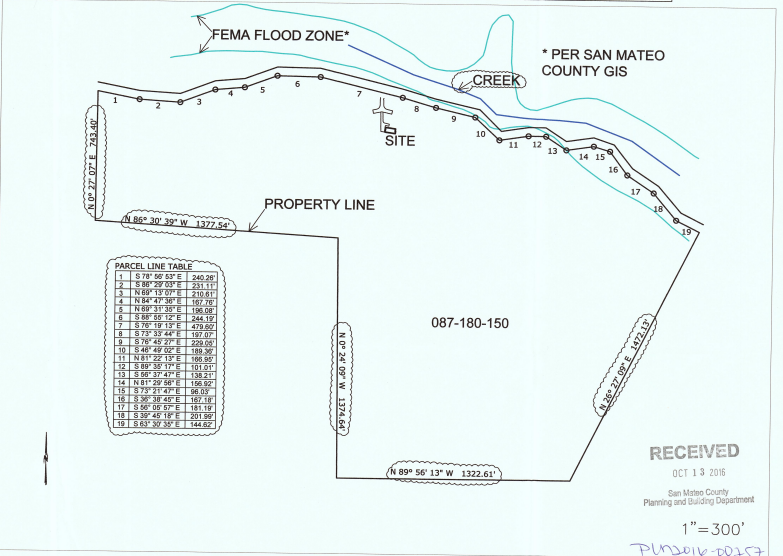 FEMA FLOOD ZONE*
* PER SAN MATEO
COUNTY GIS
CREEK
1
2
3
4
5
6
7
8
9
10
11
12
13
14
15
16
17
18
19
SITE
N 0° 27' 07" E 743.40'
N 86° 30' 39" W 1377.54'
PROPERTY LINE
PARCEL LINE TABLE
1 S 78° 56' 53" E 240.26'
2 S 86° 29' 03" E 231.11'
3 N 69° 13' 07" E 210.61'
4 N 84° 47' 36" E 167.76'
5 N 69° 31' 35" E 196.08'
6 S 88° 55' 12" E 244.19'
7 S 76° 19' 13" E 479.60'
8 S 73° 33' 44" E 197.07'
9 S 76° 45' 27" E 229.05'
10 S 46° 49' 02" E 189.36'
11 N 81° 22' 13" E 166.95'
12 S 89° 35' 17" E 101.01'
13 S 56° 37' 47" E 138.21'
14 N 81° 29' 56" E 156.92'
15 S 73° 21' 47" E 96.03'
16 S 36° 38' 45" E 167.18'
17 S 56° 05' 57" E 181.19'
18 S 39° 45' 18" E 201.99'
19 S 63° 30' 35" E 144.62'
087-180-150
N 0° 24' 09" W 1374.64'
N 26° 27' 09" E 1472.13'
N 89° 56' 13" W 1322.61'
RECEIVED
OCT 13 2016
San Mateo County
Planning and Building Department
1"=300'
PLN2016-00757